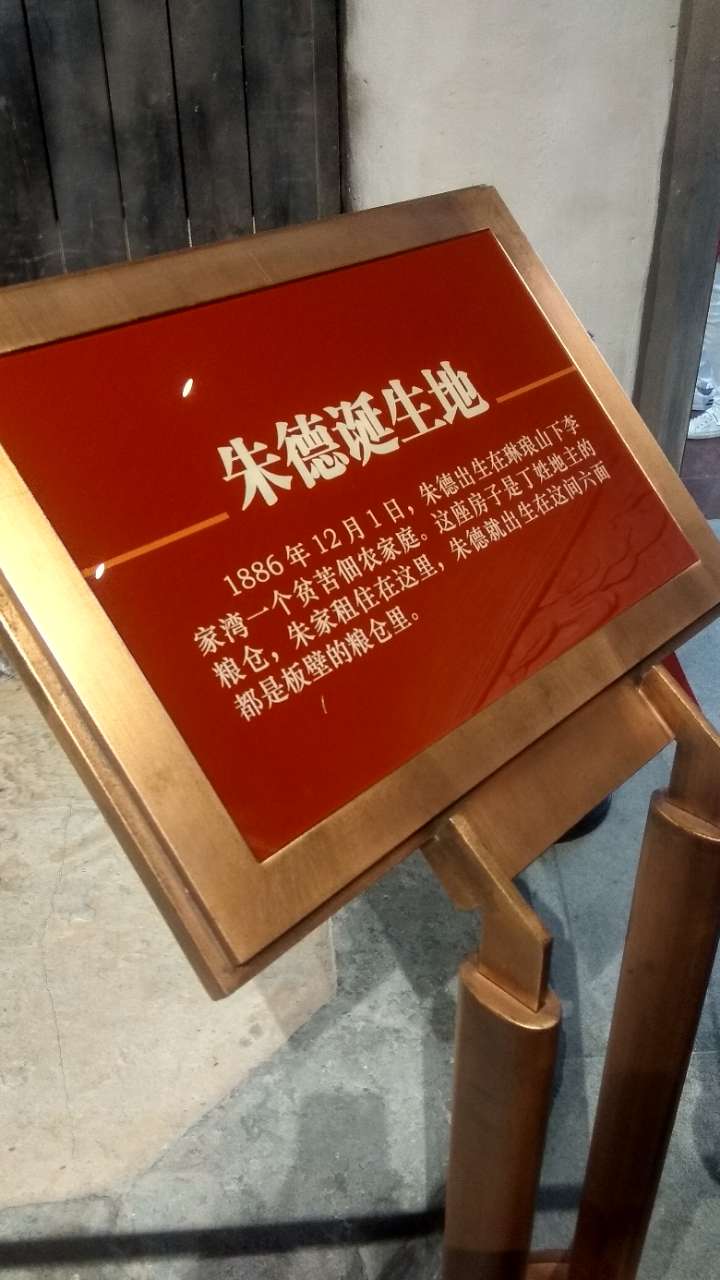 朱德诞生地
1886年12月1日，朱德出生在琳琅山下李
家湾一个贫苦佃农家庭。这座房子是丁姓地主的
粮仓，朱家租住在这里，朱德就出生在这间六面
都是板壁的粮仓里。